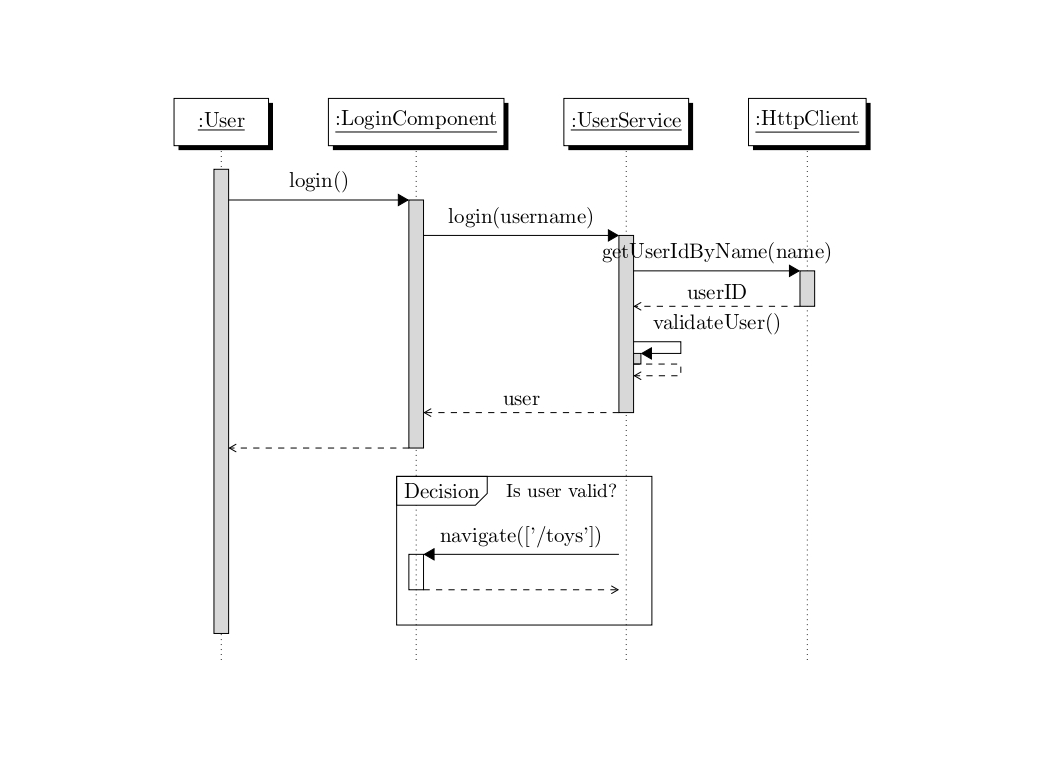 :User
:LoginComponent
:UserService
:HttpClient
login()
login(username)
getUserIdByName(name)
userID
validateUser()
user
Decision
Is user valid?
navigate(['/toys'])